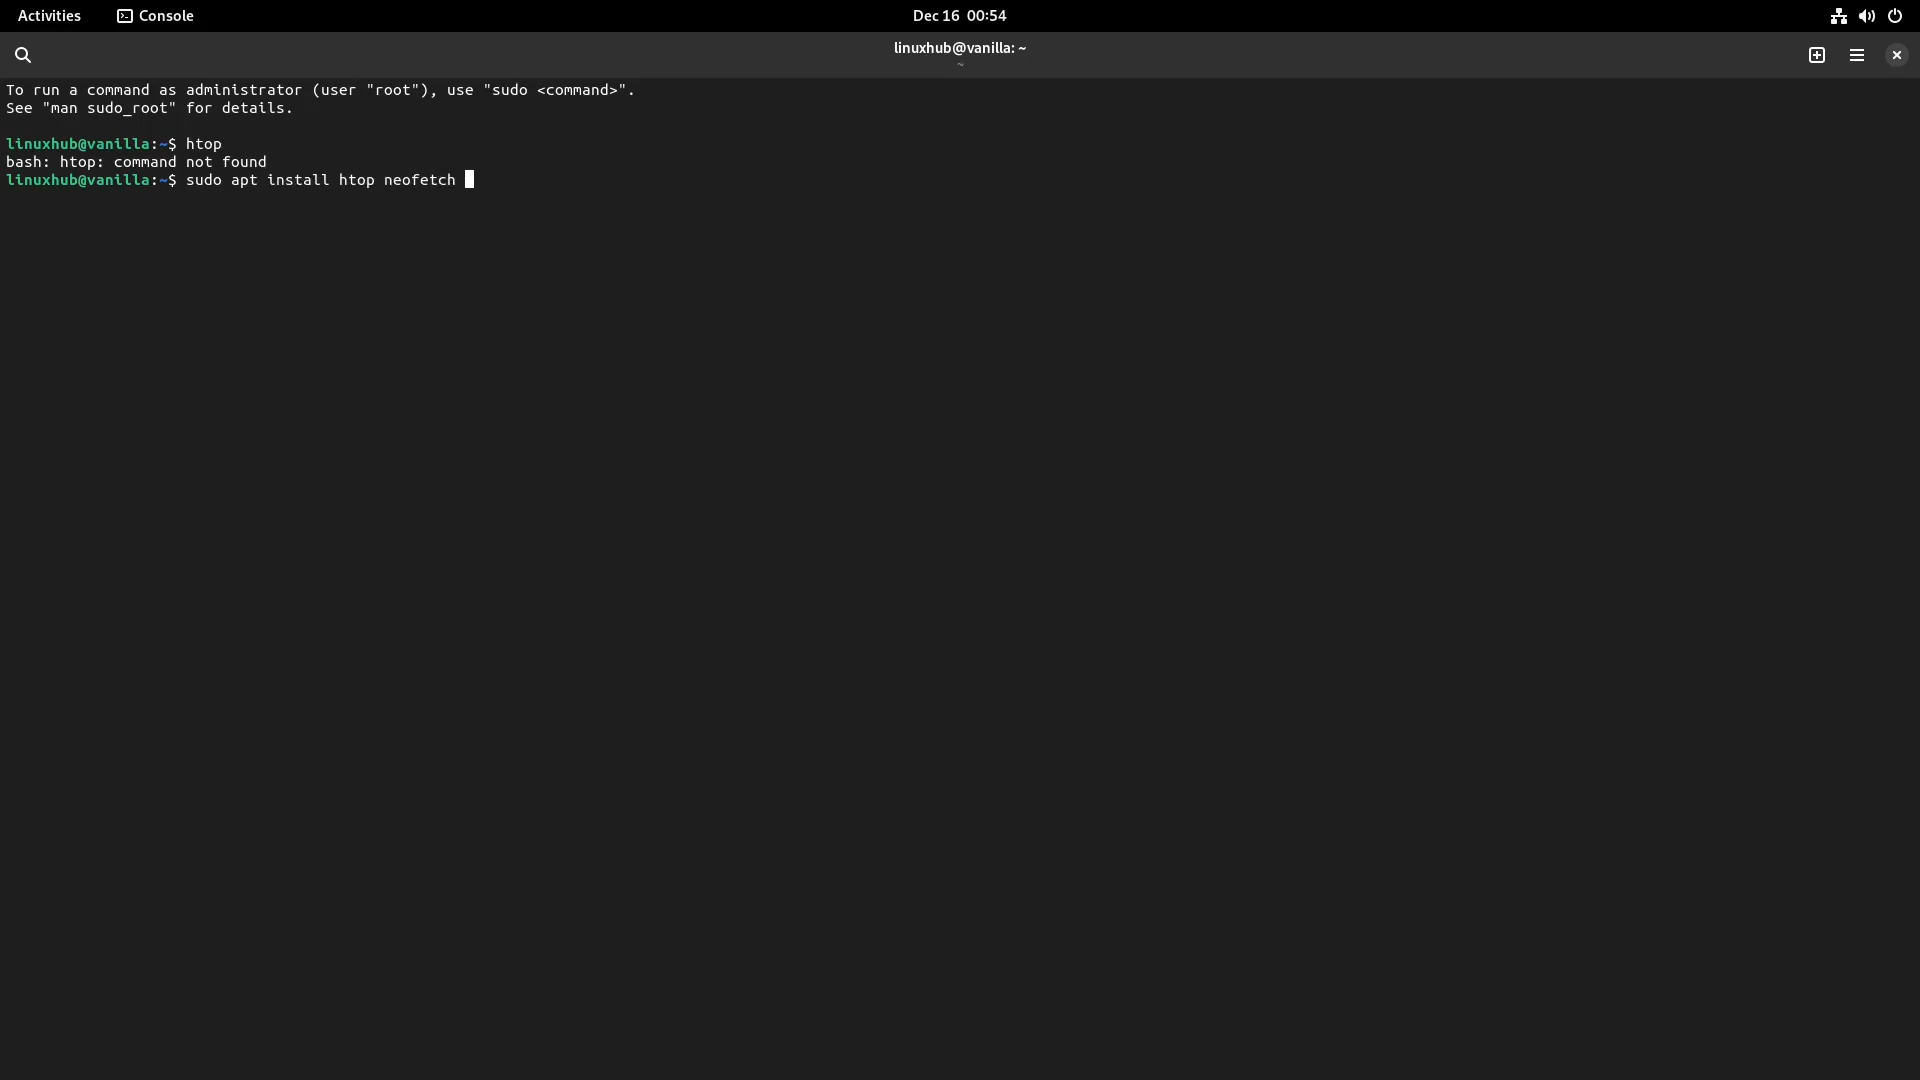 Activities Console Dec 16 00:54
linuxhub@vanilla: ~
~
To run a command as administrator (user "root"), use "sudo <command>".
See "man sudo_root" for details.
linuxhub@vanilla:~$ htop
bash: htop: command not found
linuxhub@vanilla:~$ sudo apt install htop neofetch